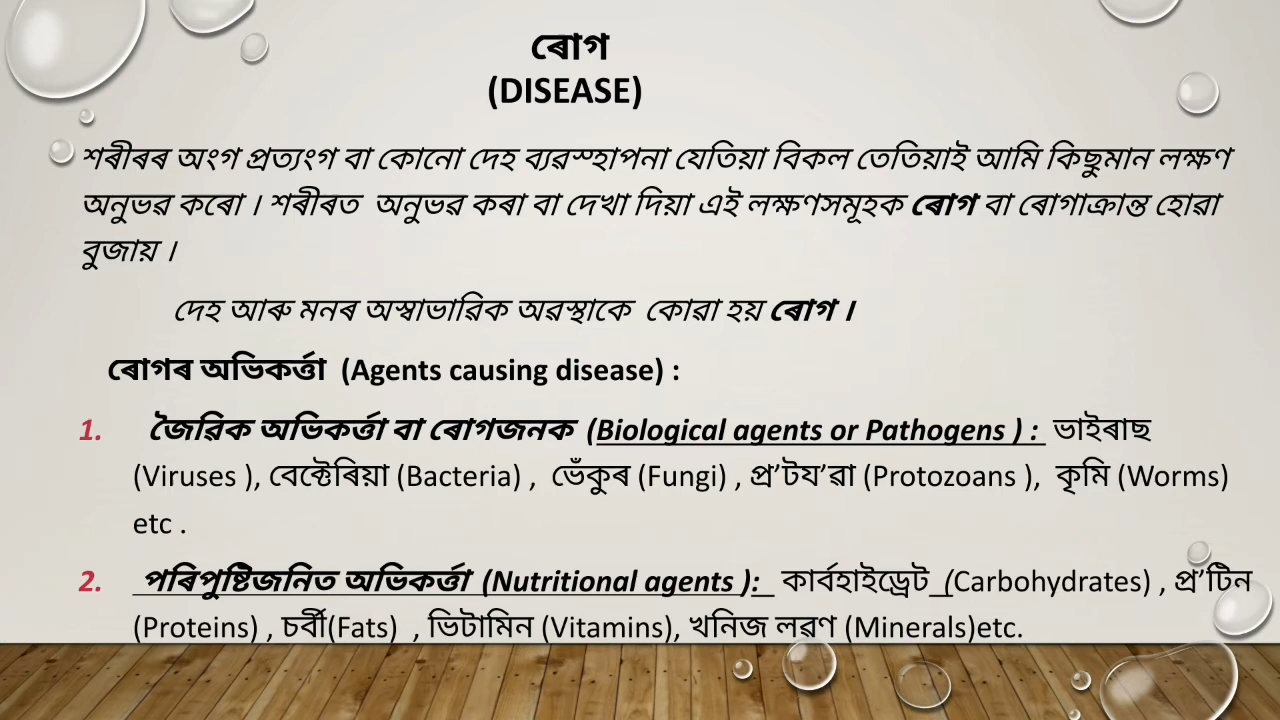 ৰোগ
(DISEASE)
শৰীৰৰ অংগ প্ৰত্যংগ বা কোনো দেহ ব্যৱস্হাপনা যেতিয়া বিকল তেতিয়াই আমি কিছুমান লক্ষণ
অনুভৱ কৰো । শৰীৰত  অনুভৱ কৰা বা দেখা দিয়া এই লক্ষণসমূহক ৰোগ বা ৰোগাক্ৰান্ত হোৱা
বুজায় ।
দেহ আৰু মনৰ অস্বাভাৱিক অৱস্থাকে  কোৱা হয় ৰোগ ।
ৰোগৰ অভিকৰ্ত্তা  (Agents causing disease) :
1. জৈৱিক অভিকৰ্ত্তা বা ৰোগজনক  (Biological agents or Pathogens ) :  ভাইৰাছ
(Viruses ), বেক্টেৰিয়া (Bacteria) ,  ভেঁকুৰ (Fungi) , প্ৰ’টয’ৱা (Protozoans ),  কৃমি (Worms)
etc .
2. পৰিপুষ্টিজনিত অভিকৰ্ত্তা  (Nutritional agents ):  কাৰ্বহাইড্ৰেট (Carbohydrates) , প্ৰ’টিন
(Proteins) , চৰ্বী(Fats)  , ভিটামিন (Vitamins), খনিজ লৱণ (Minerals)etc.